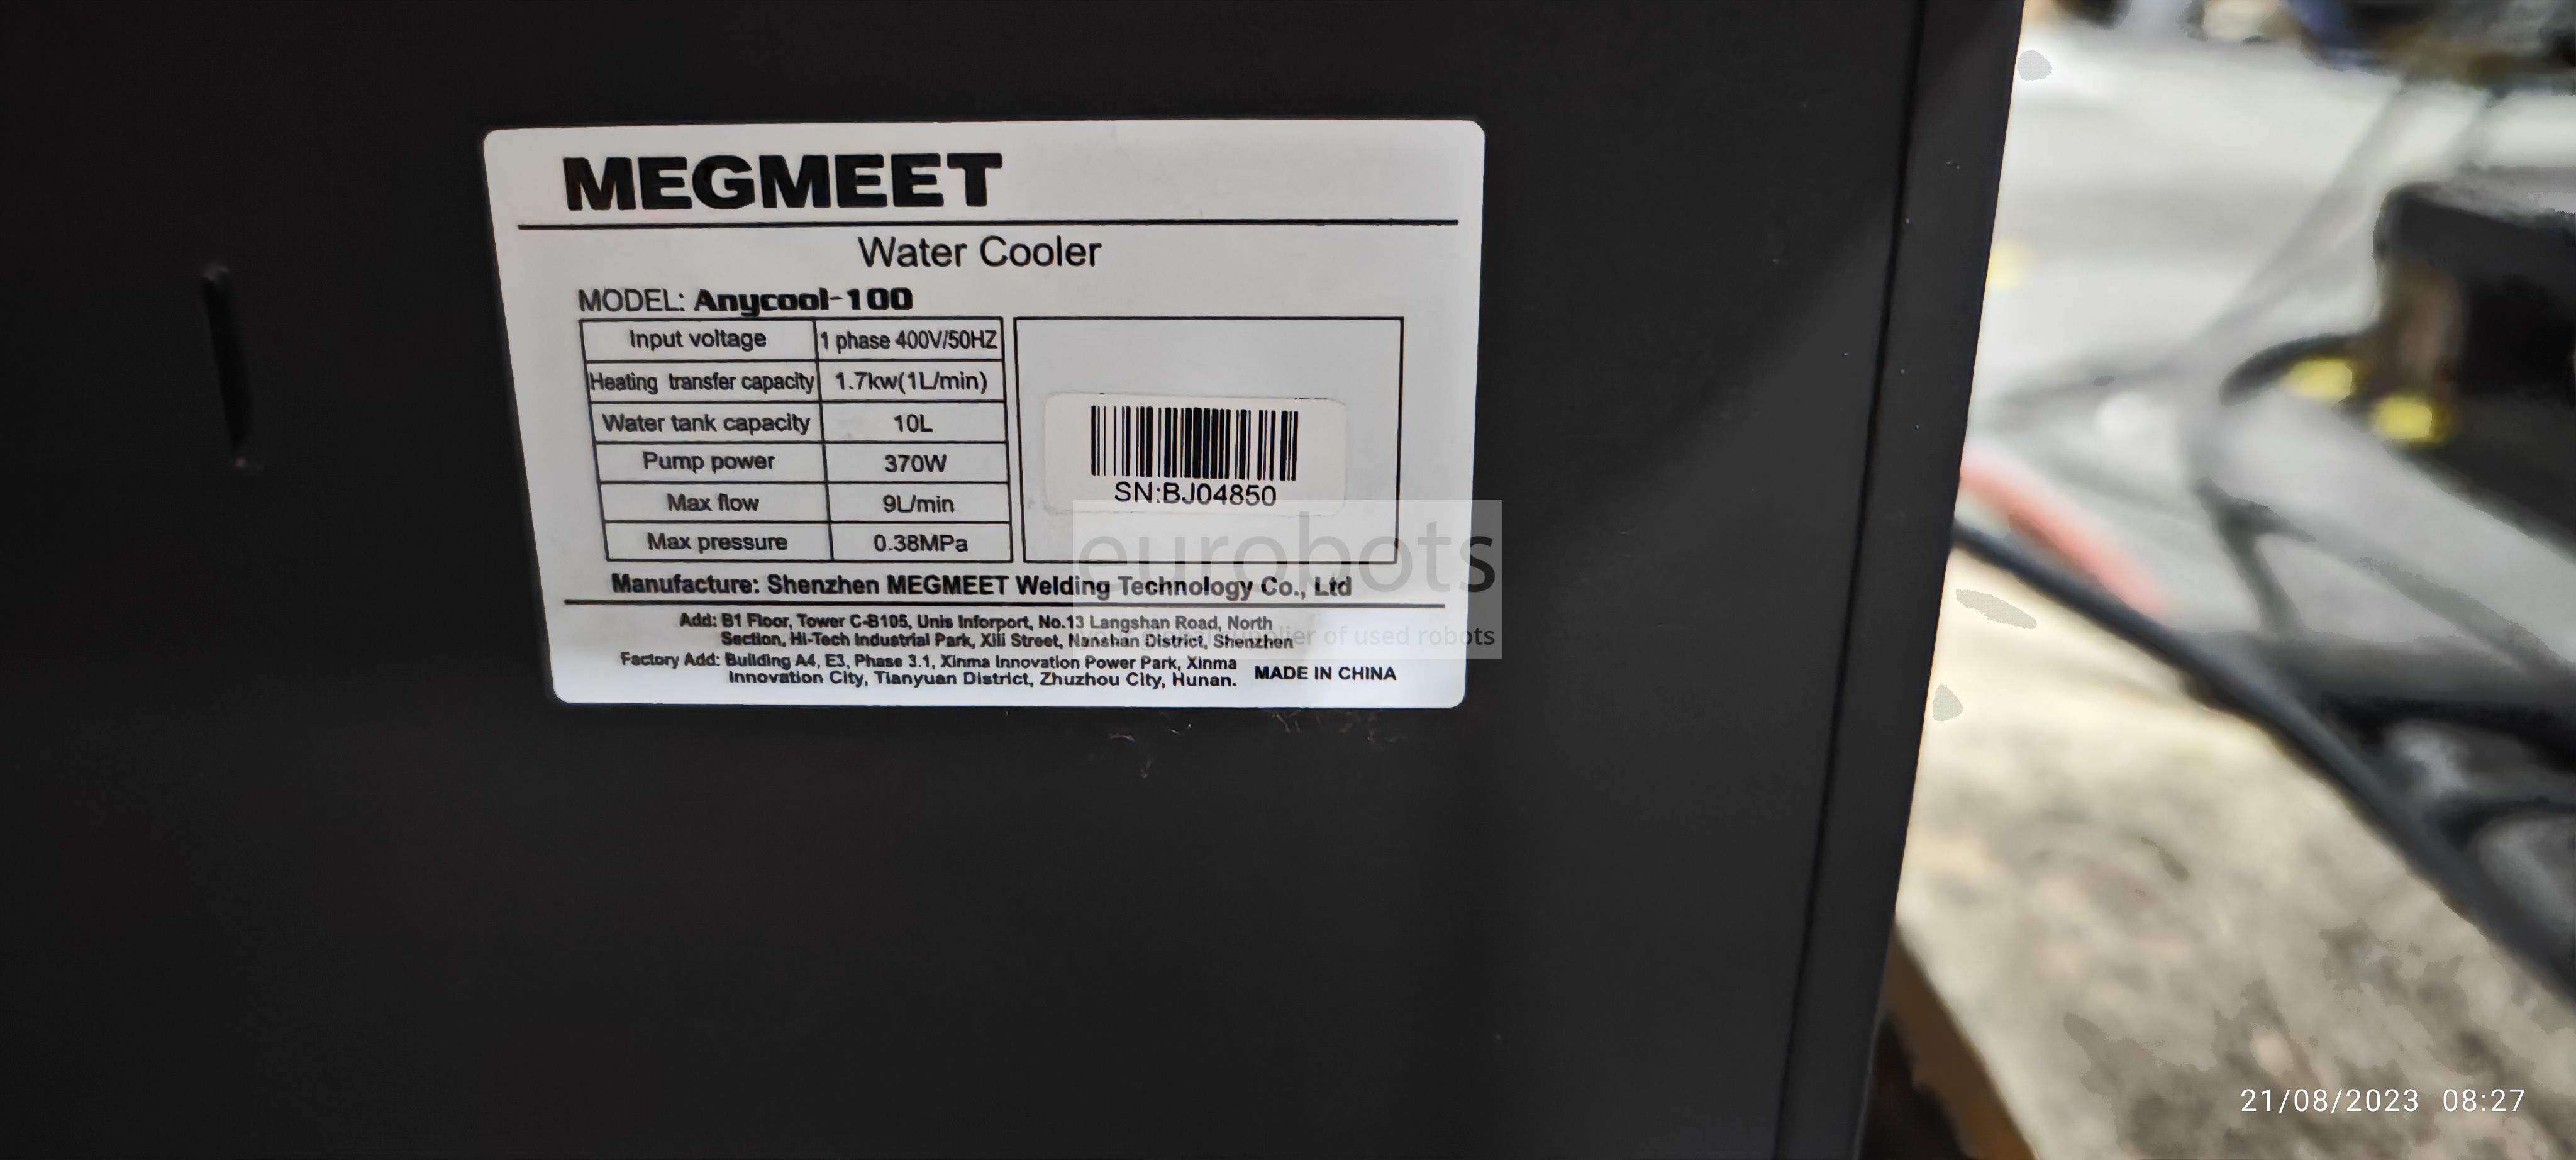 MEGMEET
Water Cooler
MODEL: Anycool-100
Input voltage 1 phase 400V/50HZ
Heating transfer capacity 1.7kw(1L/min)
Water tank capacity 10L
Pump power 370W
Max flow 9L/min
Max pressure 0.38MPa
SN:BJ04850
eurobots
supplier of used robots
Manufacture: Shenzhen MEGMEET Welding Technology Co., Ltd
Add: B1 Floor, Tower C-B105, Unis Inforport, No.13 Langshan Road, North
Section, Hi-Tech Industrial Park, Xili Street, Nanshan District, Shenzhen
Factory Add: Building A4, E3, Phase 3.1, Xinma Innovation Power Park, Xinma
Innovation City, Tianyuan District, Zhuzhou City, Hunan.
MADE IN CHINA
21/08/2023 08:27